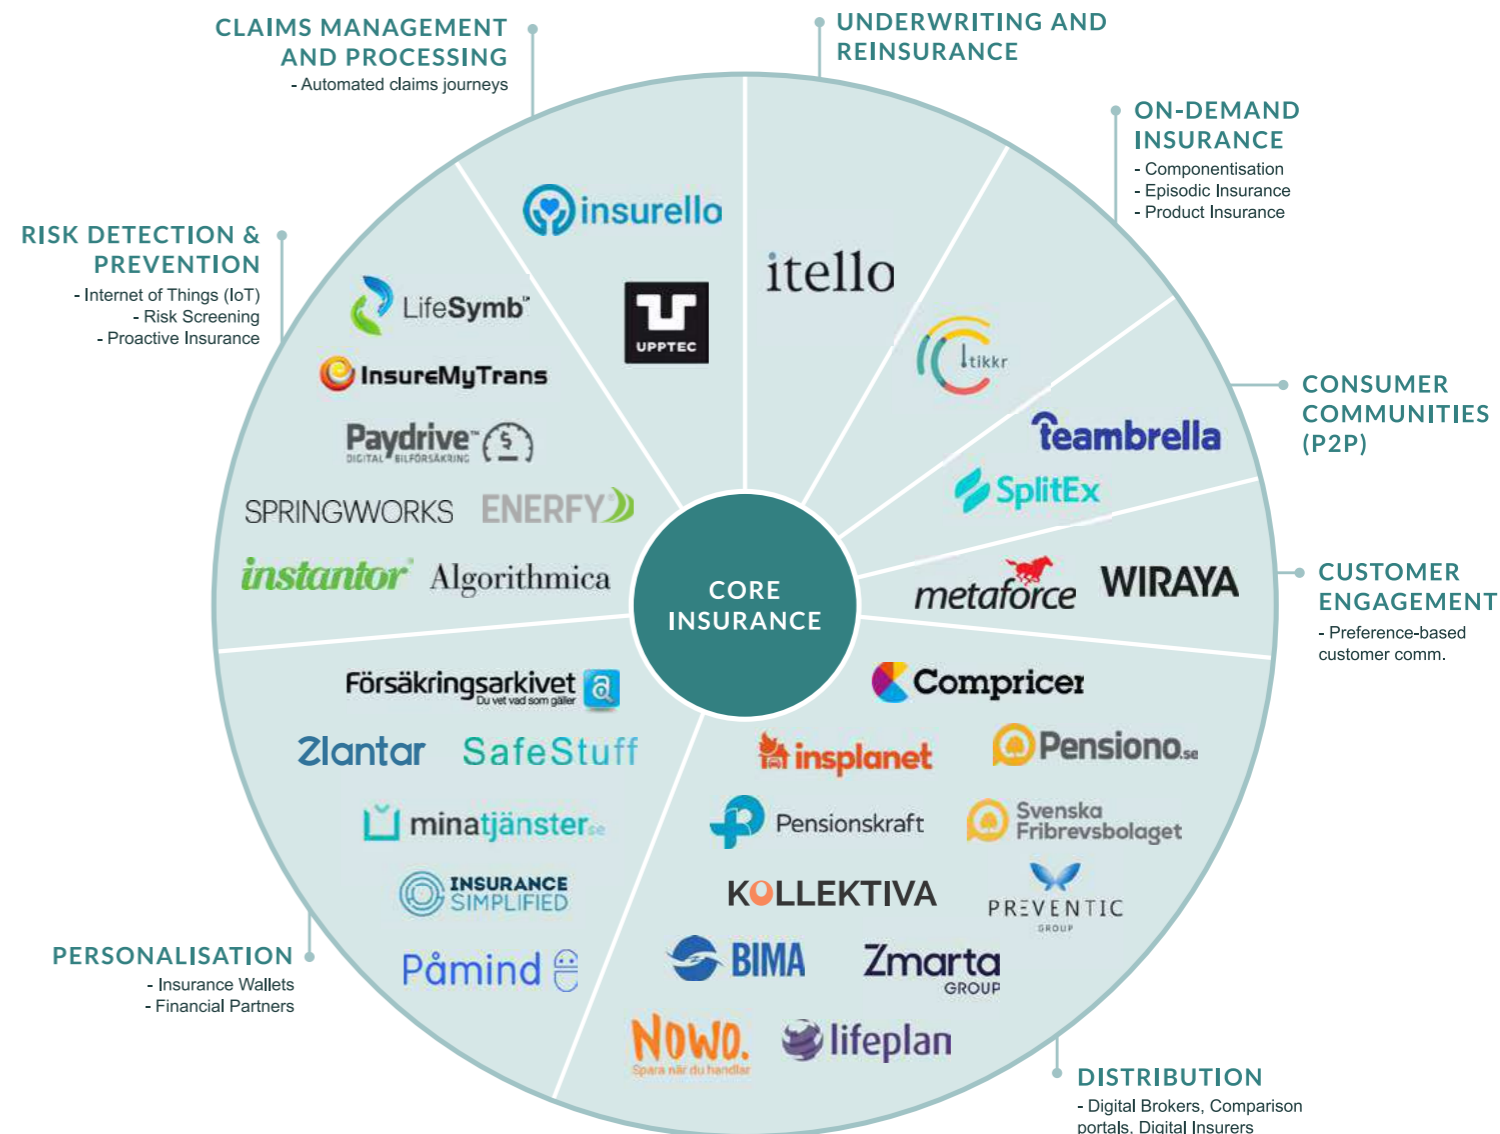 CLAIMS MANAGEMENT
AND PROCESSING
- Automated claims journeys
UNDERWRITING AND
REINSURANCE
ON-DEMAND
INSURANCE
- Componentisation
- Episodic Insurance
- Product Insurance
RISK DETECTION &
PREVENTION
- Internet of Things (IoT)
- Risk Screening
- Proactive Insurance
CONSUMER
COMMUNITIES
(P2P)
CUSTOMER
ENGAGEMENT
- Preference-based
customer comm.
insurello
UPPTEC
itello
tikkr
LifeSymb
InsureMyTrans
Paydrive™
DIGITAL BILFÖRSÄKRING
SPRINGWORKS
ENERFY
instantor®
Algorithmica
teambrella
SplitEx
metaforce
WIRAYA
CORE
INSURANCE
Försäkringsarkivet
Du vet vad som gäller
Zlantar
SafeStuff
minatjänster.se
INSURANCE
SIMPLIFIED
Påmind
Compricer
insplanet
Pensiono.se
Pensionskraft
Svenska
Fribrevsbolaget
KOLLEKTIVA
PREVENTIC
GROUP
BIMA
Zmarta
GROUP
NOWO.
Spara när du handlar
lifeplan
PERSONALISATION
- Insurance Wallets
- Financial Partners
DISTRIBUTION
- Digital Brokers, Comparison
portals, Digital Insurers